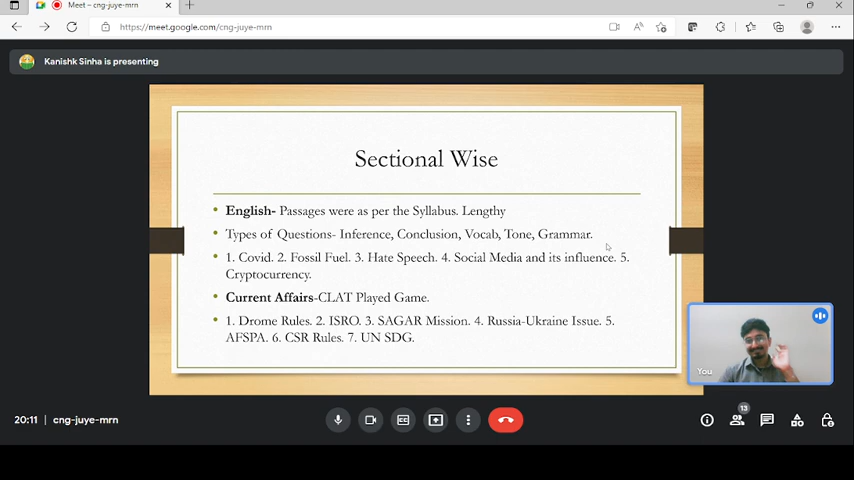 Meet – cng-juye-mrn
https://meet.google.com/cng-juye-mrn
Kanishk Sinha is presenting
Sectional Wise
• English- Passages were as per the Syllabus. Lengthy
• Types of Questions- Inference, Conclusion, Vocab, Tone, Grammar.
• 1. Covid. 2. Fossil Fuel. 3. Hate Speech. 4. Social Media and its influence. 5.
Cryptocurrency.
• Current Affairs-CLAT Played Game.
• 1. Drome Rules. 2. ISRO. 3. SAGAR Mission. 4. Russia-Ukraine Issue. 5.
AFSPA. 6. CSR Rules. 7. UN SDG.
You
20:11 cng-juye-mrn
13